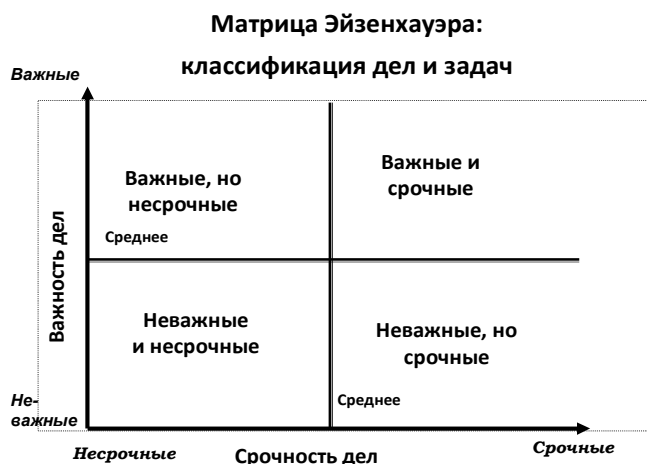 Матрица Эйзенхауэра:
классификация дел и задач
Важные
Важность дел
Важные, но
несрочные
Среднее
Важные и
срочные
Неважные
и несрочные
Неважные, но
срочные
Среднее
Не-
важные
Несрочные
Срочность дел
Срочные